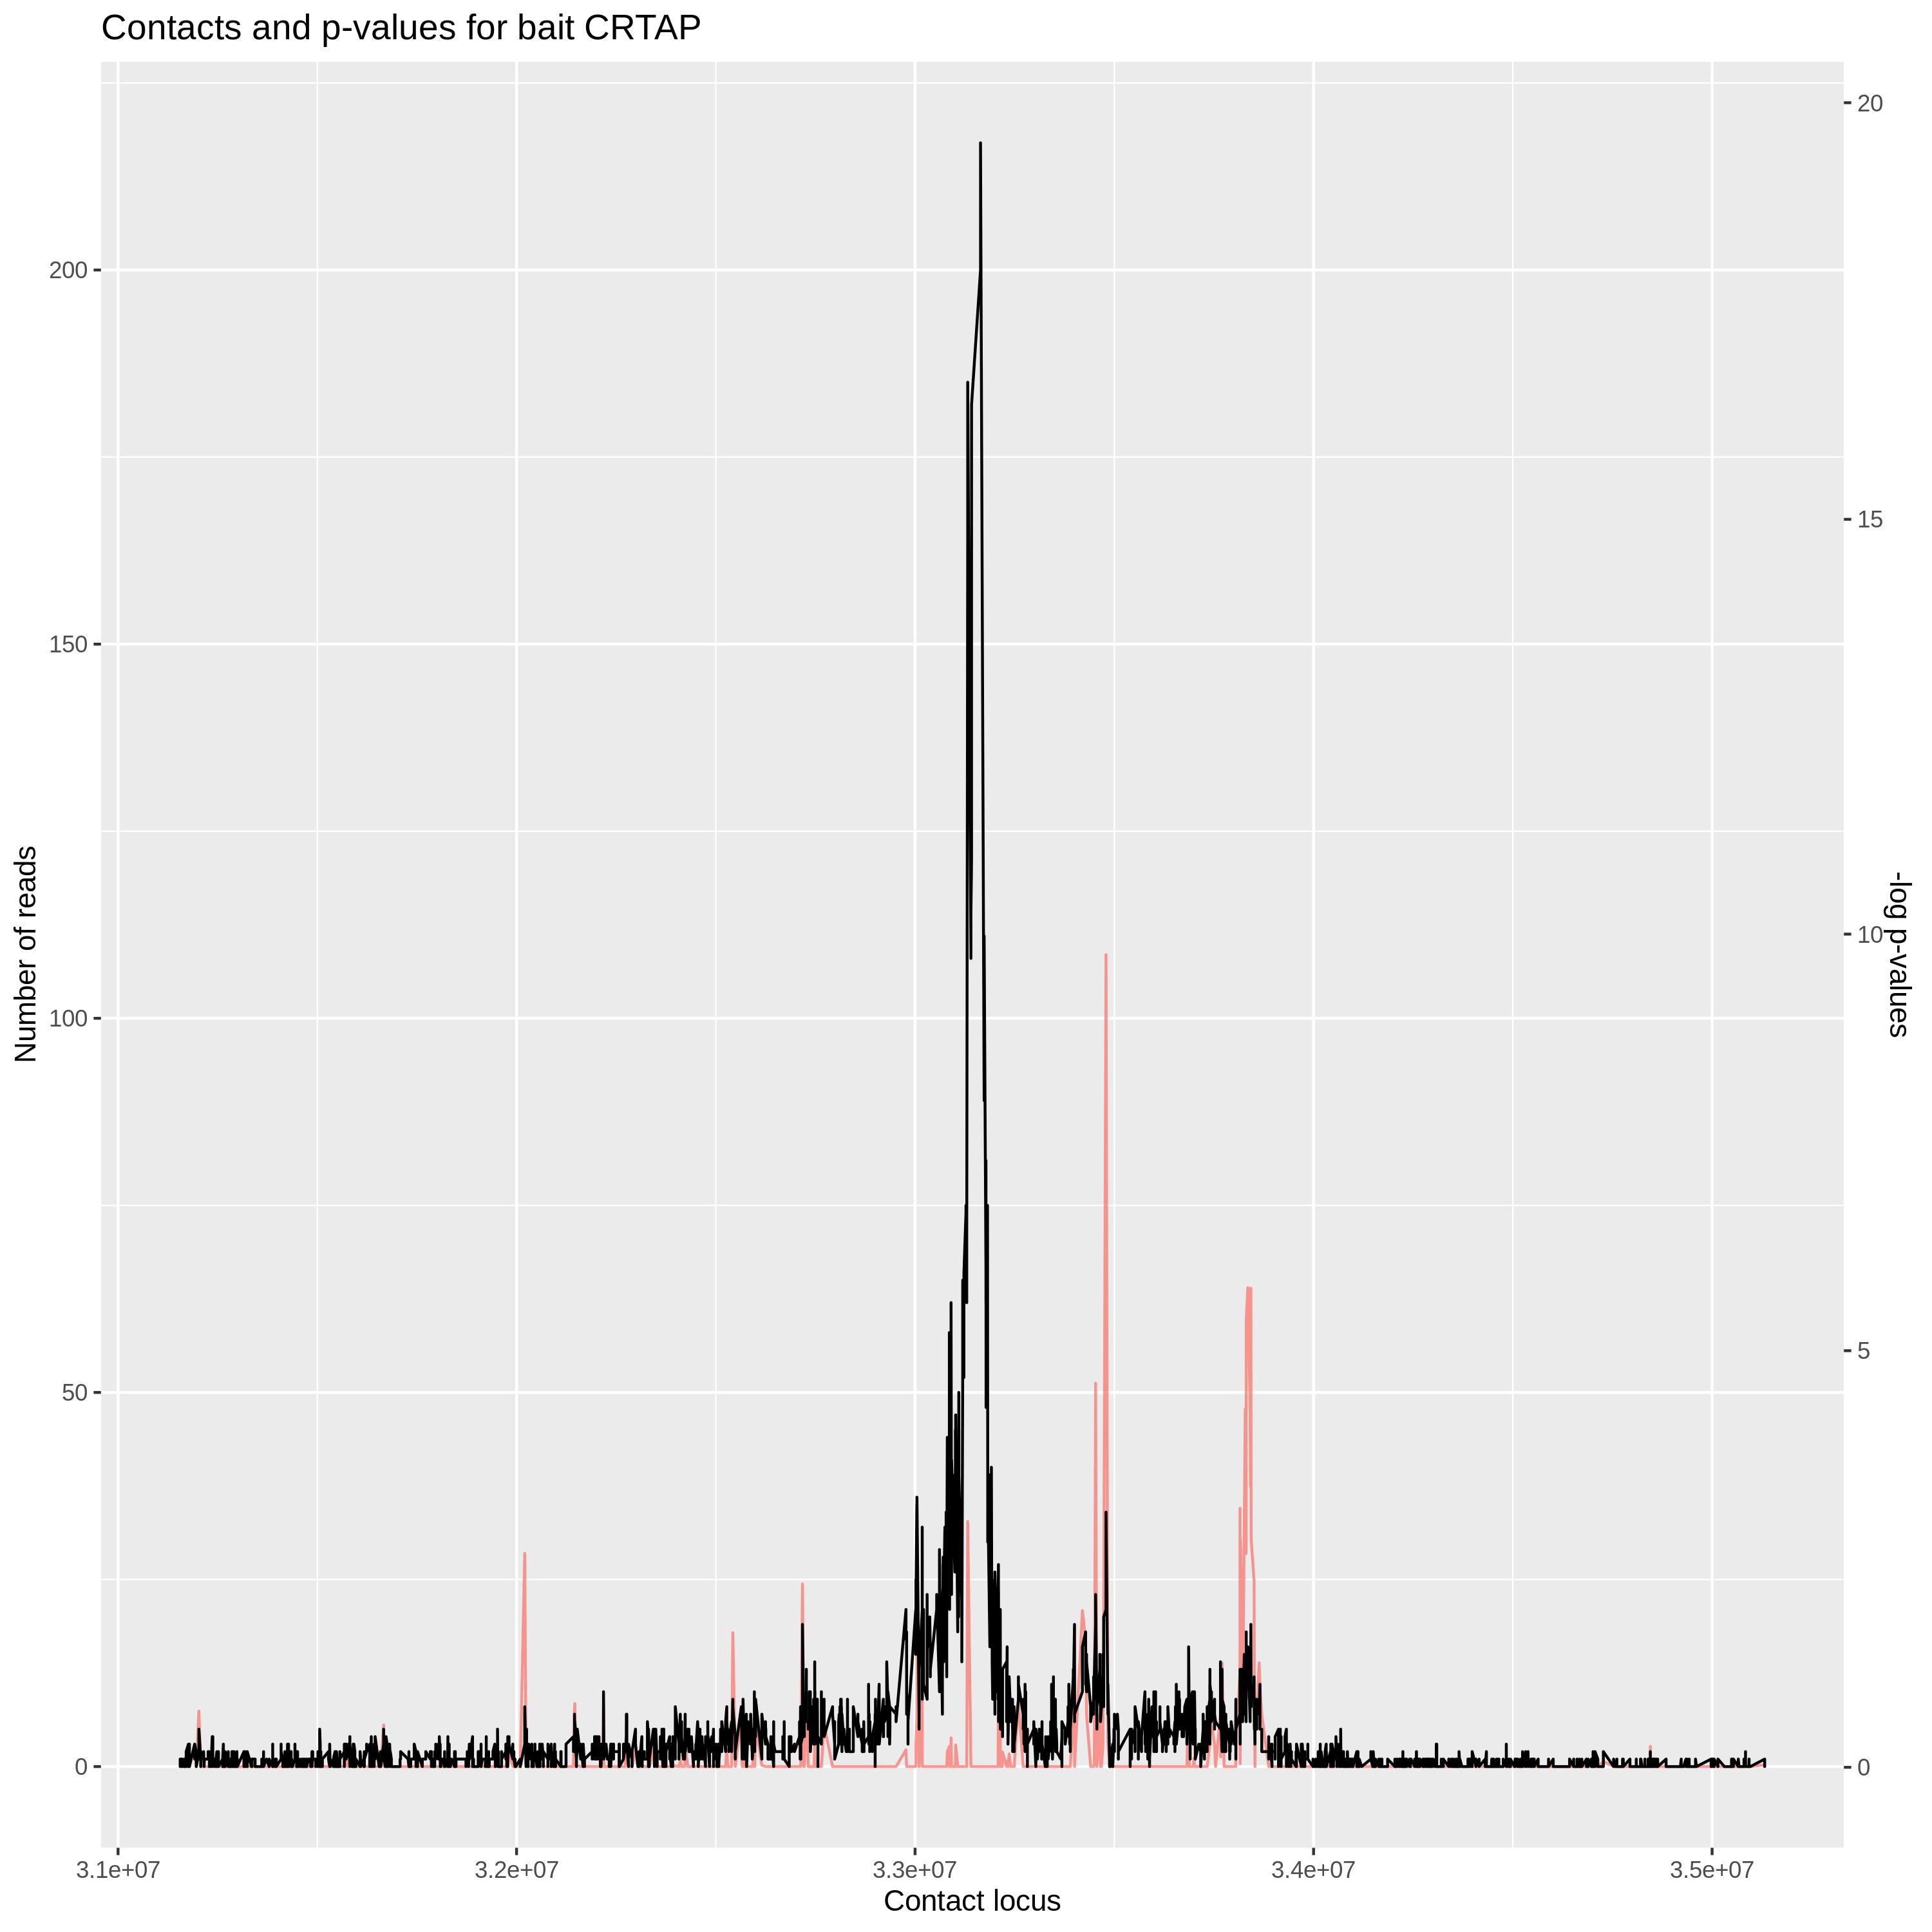 Contacts and p-values for bait CRTAP
Number of reads
200
150
100
50
0
20
15
10
5
0
-log p-values
3.1e+07
3.2e+07
3.3e+07
3.4e+07
3.5e+07
Contact locus